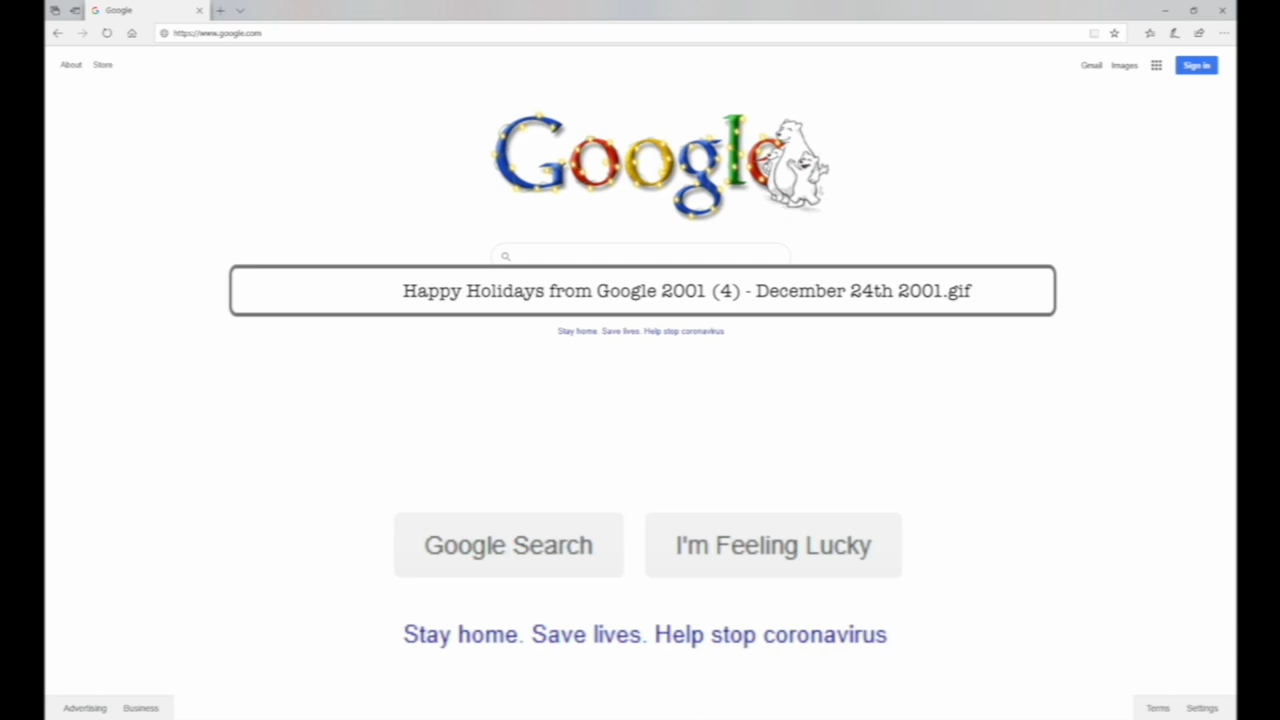 Google
https://www.google.com
About Store
Gmail Images Sign in
Google
Happy Holidays from Google 2001 (4) - December 24th 2001.gif
Stay home. Save lives. Help stop coronavirus
Google Search I'm Feeling Lucky
Stay home. Save lives. Help stop coronavirus
Advertising Business
Terms Settings